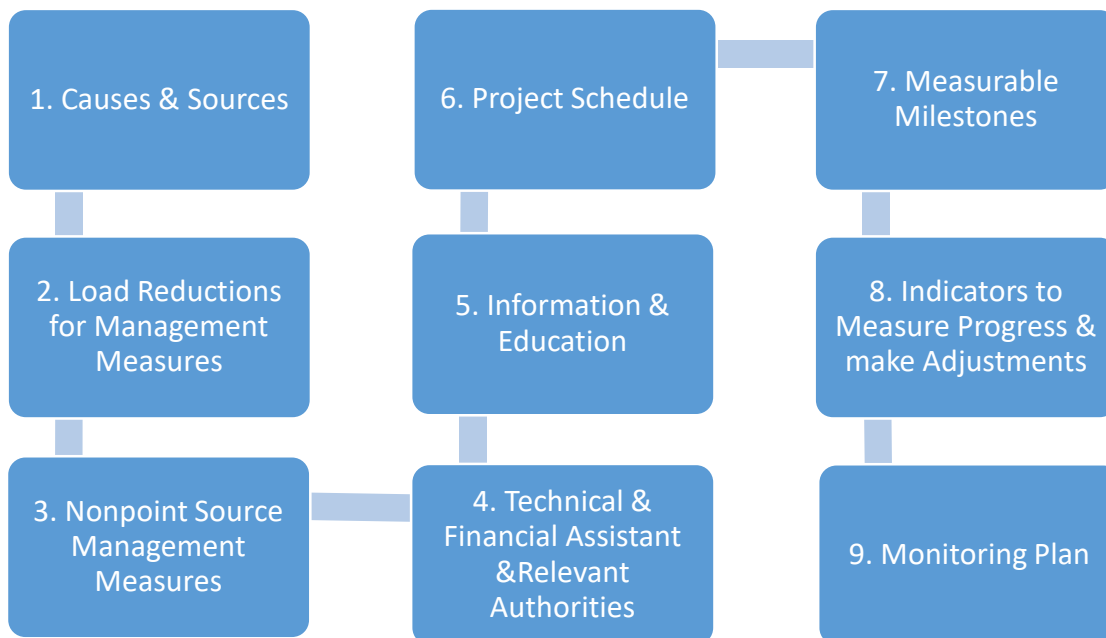 1. Causes & Sources
2. Load Reductions
for Management
Measures
3. Nonpoint Source
Management
Measures
4. Technical &
Financial Assistant
&Relevant
Authorities
5. Information &
Education
6. Project Schedule
7. Measurable
Milestones
8. Indicators to
Measure Progress &
make Adjustments
9. Monitoring Plan